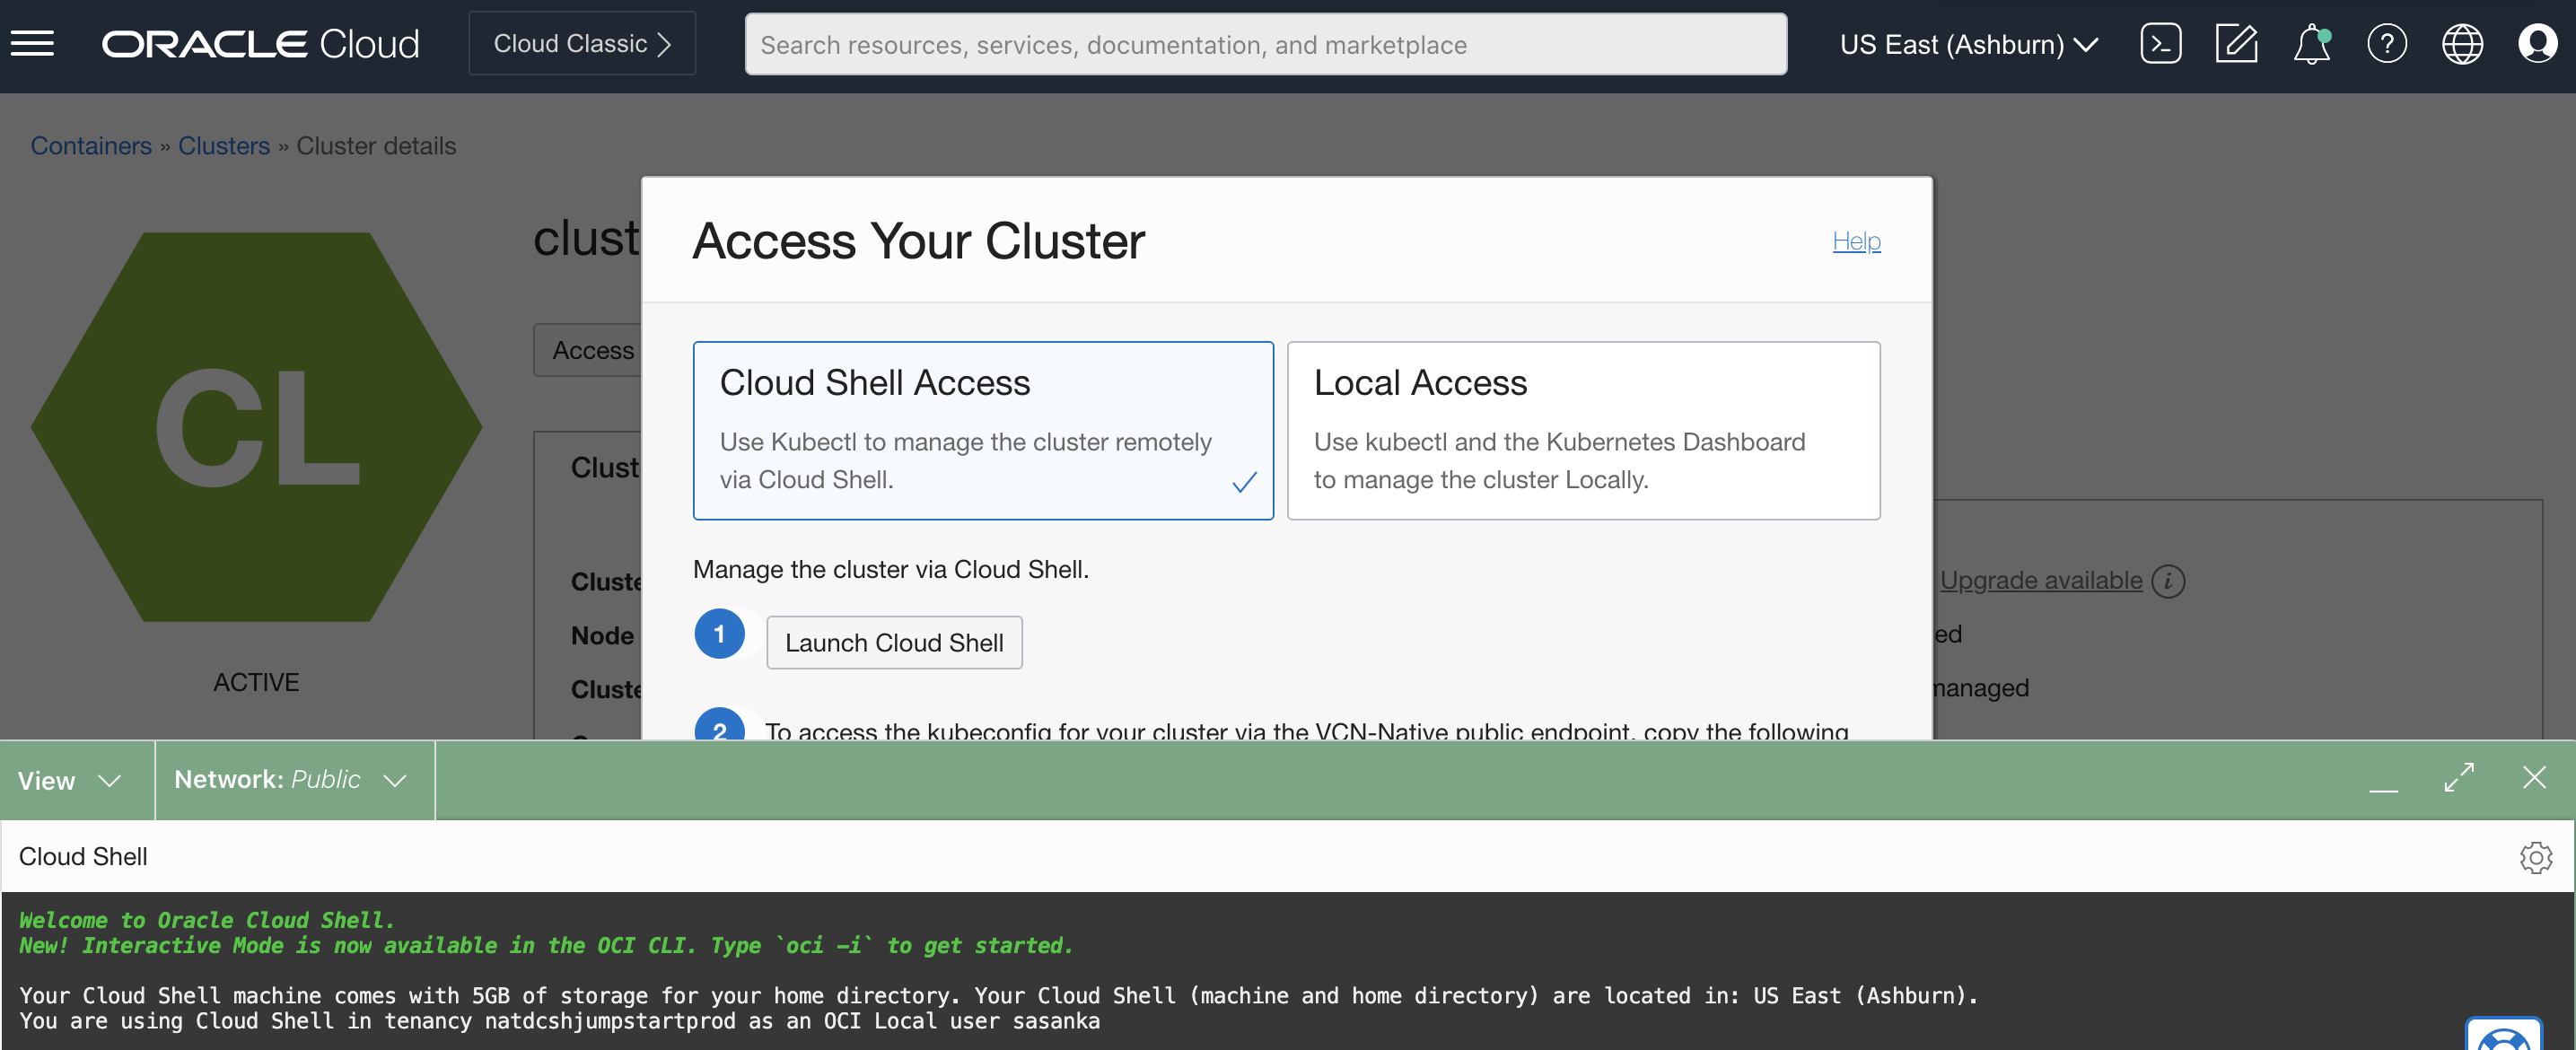 ORACLE Cloud
Cloud Classic
Search resources, services, documentation, and marketplace
US East (Ashburn)
Containers » Clusters » Cluster details
clust
Access Your Cluster
Help
CL
ACTIVE
Access
Cloud Shell Access
Use Kubectl to manage the cluster remotely
via Cloud Shell.
Local Access
Use kubectl and the Kubernetes Dashboard
to manage the cluster Locally.
Clust
Manage the cluster via Cloud Shell.
Cluste
Upgrade available
Node
1
Launch Cloud Shell
ed
Cluste
managed
2 To access the kubeconfig for your cluster via the VCN-Native public endpoint, copy the following
View
Network: Public
Cloud Shell
Welcome to Oracle Cloud Shell.
New! Interactive Mode is now available in the OCI CLI. Type `oci -i` to get started.
Your Cloud Shell machine comes with 5GB of storage for your home directory. Your Cloud Shell (machine and home directory) are located in: US East (Ashburn).
You are using Cloud Shell in tenancy natdcshjumpstartprod as an OCI Local user sasanka